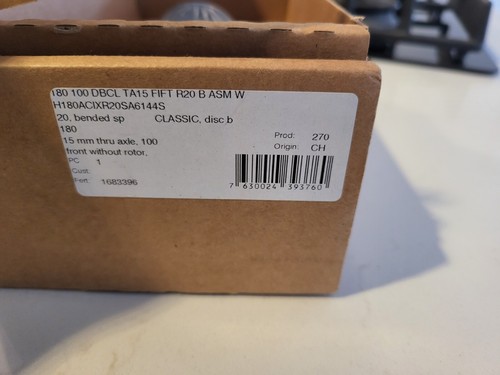 180 100 DBCL TA15 FIFT R20 B ASM W
H180ACIXR20SA6144S
20, bended sp CLASSIC, disc b
180
15 mm thru axle, 100
front without rotor,
PC 1
Cust:
Fert: 1683396
Prod: 270
Origin: CH
7 630024 393760